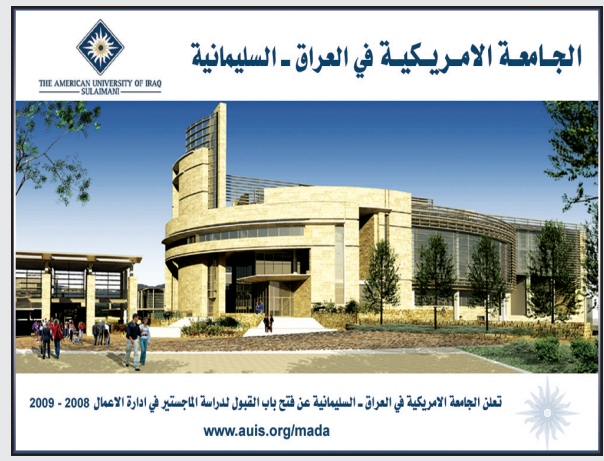 الجامعة الامريكية في العراق - السليمانية
THE AMERICAN UNIVERSITY OF IRAQ
SULAIMANI
تعلن الجامعة الامريكية في العراق - السليمانية عن فتح باب القبول لدراسة الماجستير في ادارة الاعمال 2008 - 2009
www.auis.org/mada